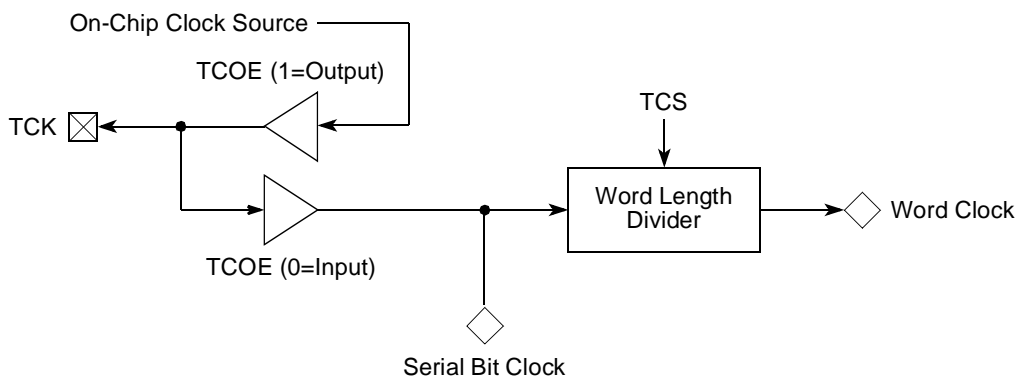 On-Chip Clock Source
TCOE (1=Output)
TCK
TCS
Word Length
Divider
Word Clock
TCOE (0=Input)
Serial Bit Clock